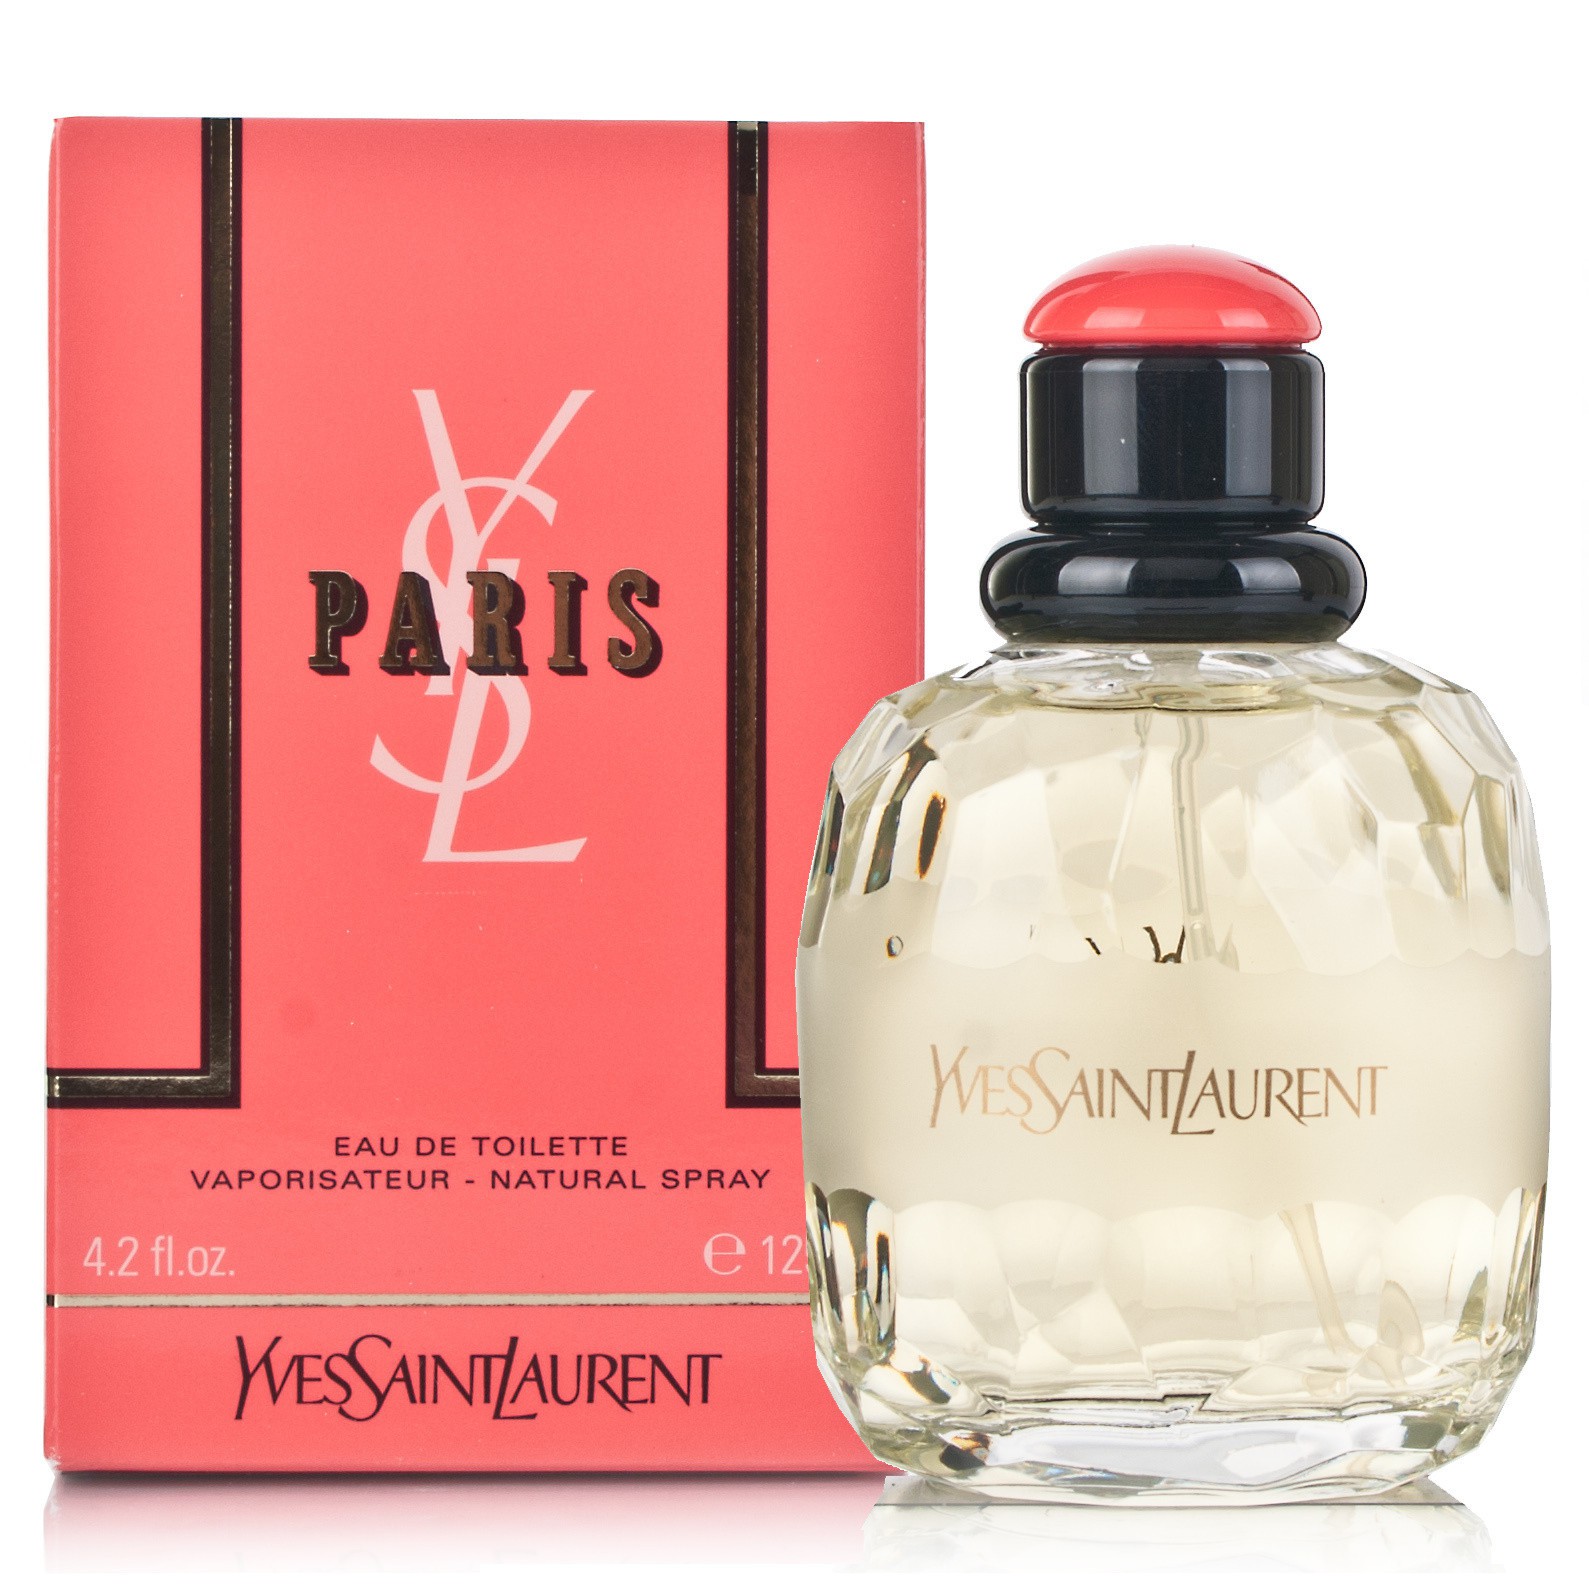 YSL
PARIS
EAU DE TOILETTE
VAPORISATEUR - NATURAL SPRAY
4.2 fl.oz. ℮ 12
YVESSAINTLAURENT
YVESSAINTLAURENT